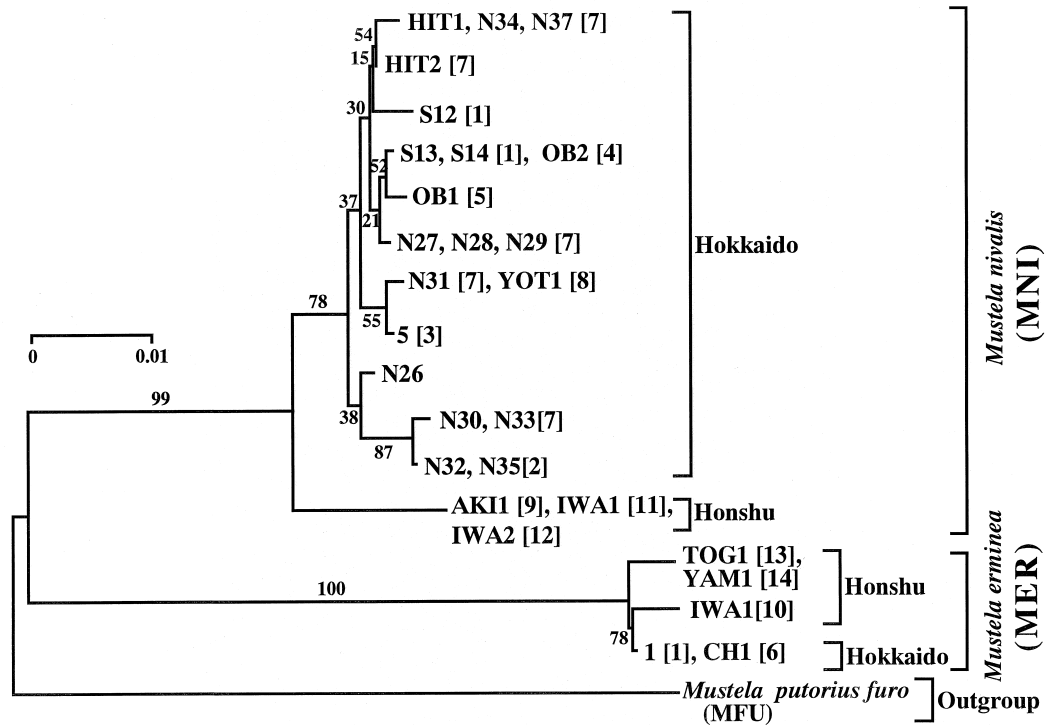 HIT1, N34, N37 [7]
54
15
HIT2 [7]
30
S12 [1]
S13, S14 [1], OB2 [4]
52
OB1 [5]
37
21
N27, N28, N29 [7]
Hokkaido
N31 [7], YOT1 [8]
78
55
5 [3]
0 0.01
N26
99
38
N30, N33[7]
87
N32, N35[2]
Mustela nivalis
(MNI)
AKI1 [9], IWA1 [11],
IWA2 [12]
Honshu
TOG1 [13],
YAM1 [14]
100
Honshu
IWA1[10]
78
1 [1], CH1 [6]
Hokkaido
Mustela erminea
(MER)
Mustela putorius furo
(MFU)
Outgroup